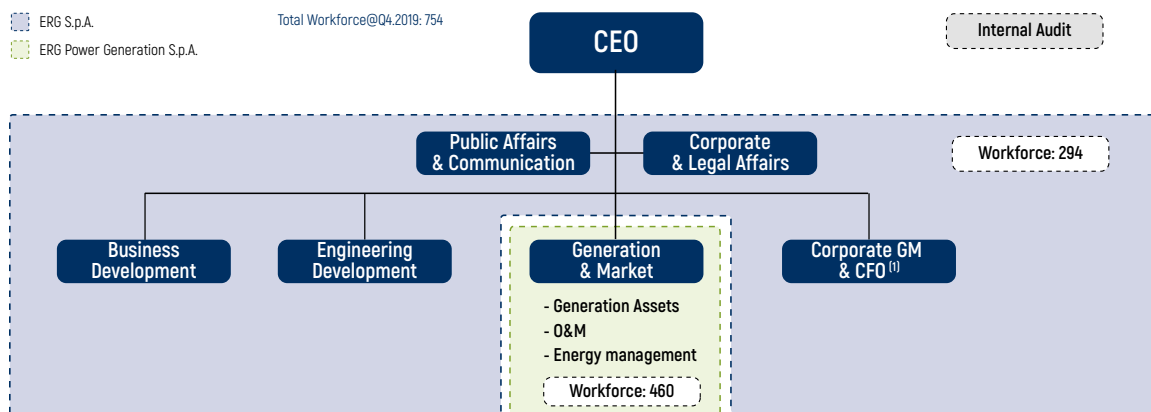 ERG S.p.A.
Total Workforce@Q4.2019: 754
ERG Power Generation S.p.A.
CEO
Internal Audit
Public Affairs
& Communication
Corporate
& Legal Affairs
Workforce: 294
Business
Development
Engineering
Development
Generation
& Market
Corporate GM
& CFO (1)
- Generation Assets
- O&M
- Energy management
Workforce: 460